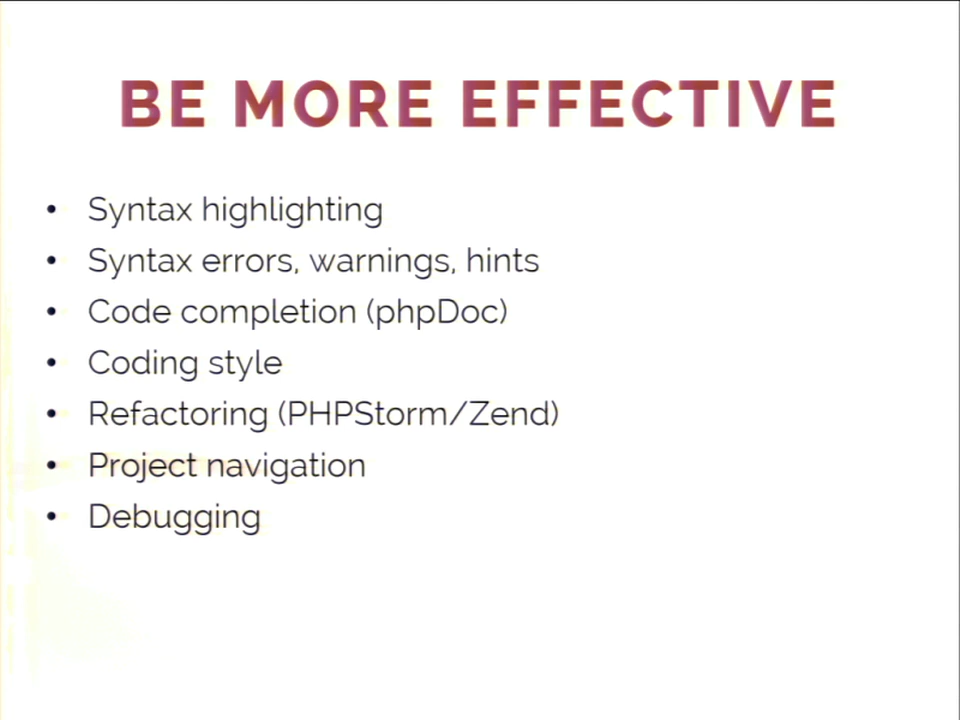 BE MORE EFFECTIVE
• Syntax highlighting
• Syntax errors, warnings, hints
• Code completion (phpDoc)
• Coding style
• Refactoring (PHPStorm/Zend)
• Project navigation
• Debugging